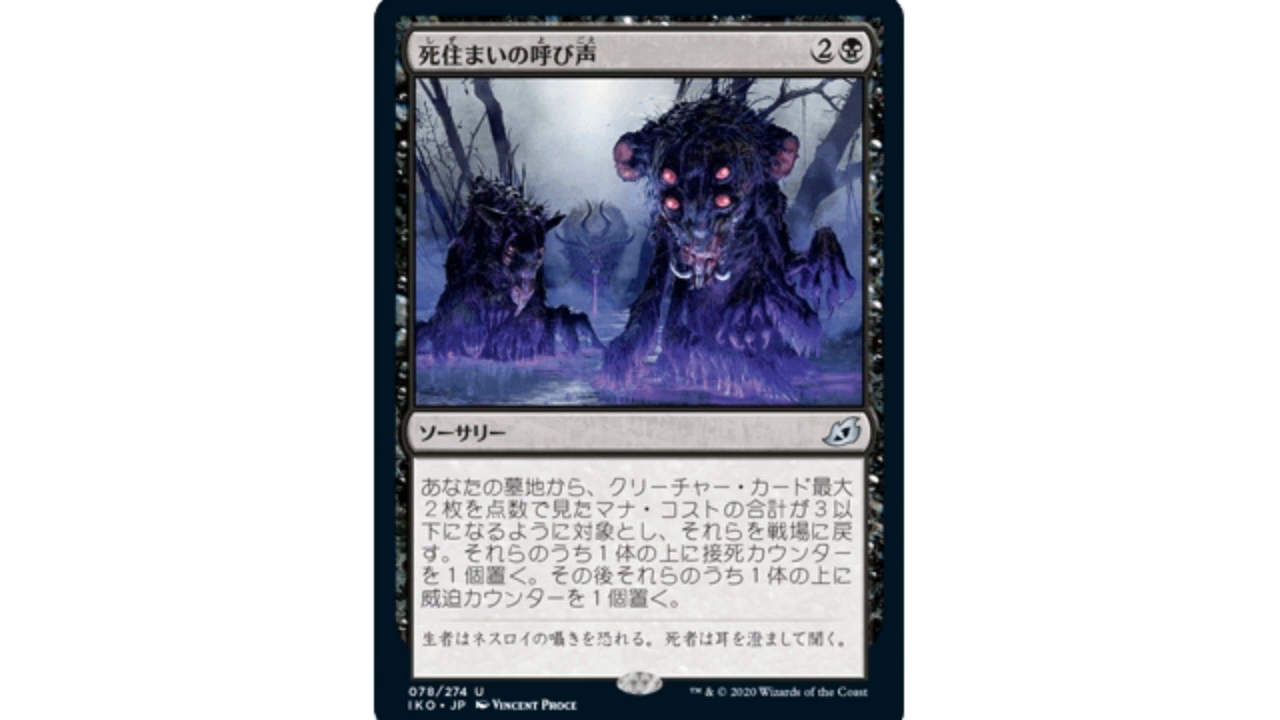 死住まいの呼び声 2
し ず よ ごえ
ソーサリー
あなたの墓地から、クリーチャー・カード最大
２枚を点数で見たマナ・コストの合計が３以
下になるように対象とし、それらを戦場に戻
す。それらのうち１体の上に接死カウンター
を１個置く。その後それらのうち１体の上に
威迫カウンターを１個置く。
生者はネスロイの囁きを恐れる。死者は耳を澄まして聞く。
078/274 U
IKO • JP Vincent Proce
™ & © 2020 Wizards of the Coast